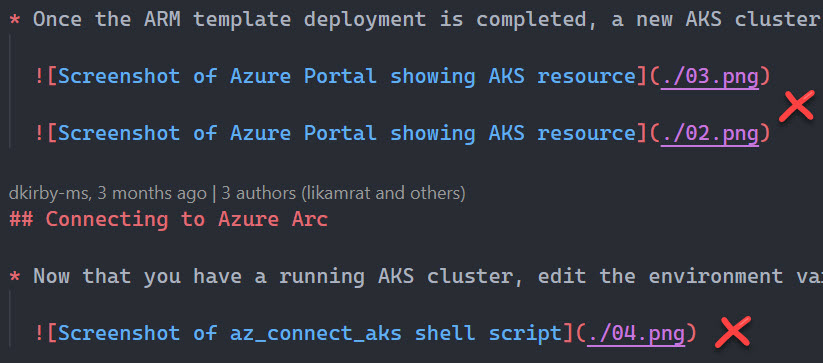 * Once the ARM template deployment is completed, a new AKS cluster
![Screenshot of Azure Portal showing AKS resource](./03.png)
![Screenshot of Azure Portal showing AKS resource](./02.png)
dkirby-ms, 3 months ago | 3 authors (likamrat and others)
## Connecting to Azure Arc
* Now that you have a running AKS cluster, edit the environment va
![Screenshot of az_connect_aks shell script](./04.png)